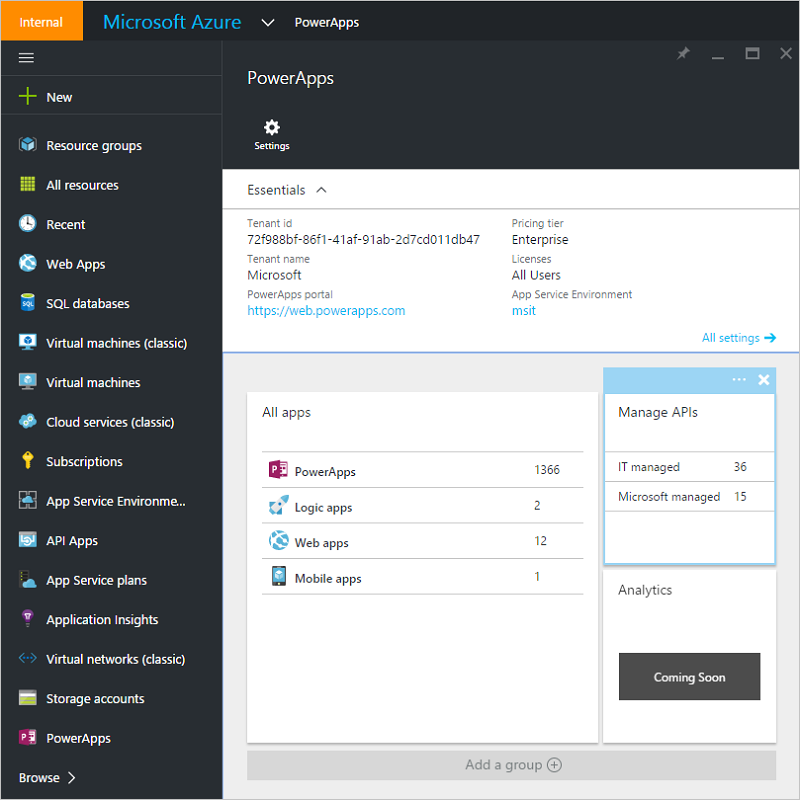 Internal
Microsoft Azure
PowerApps
New
Resource groups
All resources
Recent
Web Apps
SQL databases
Virtual machines (classic)
Virtual machines
Cloud services (classic)
Subscriptions
App Service Environme...
API Apps
App Service plans
Application Insights
Virtual networks (classic)
Storage accounts
PowerApps
Browse
PowerApps
Settings
Essentials
Tenant id
72f988bf-86f1-41af-91ab-2d7cd011db47
Tenant name
Microsoft
PowerApps portal
https://web.powerapps.com
Pricing tier
Enterprise
Licenses
All Users
App Service Environment
msit
All settings
All apps
PowerApps 1366
Logic apps 2
Web apps 12
Mobile apps 1
Manage APIs
IT managed 36
Microsoft managed 15
Analytics
Coming Soon
Add a group